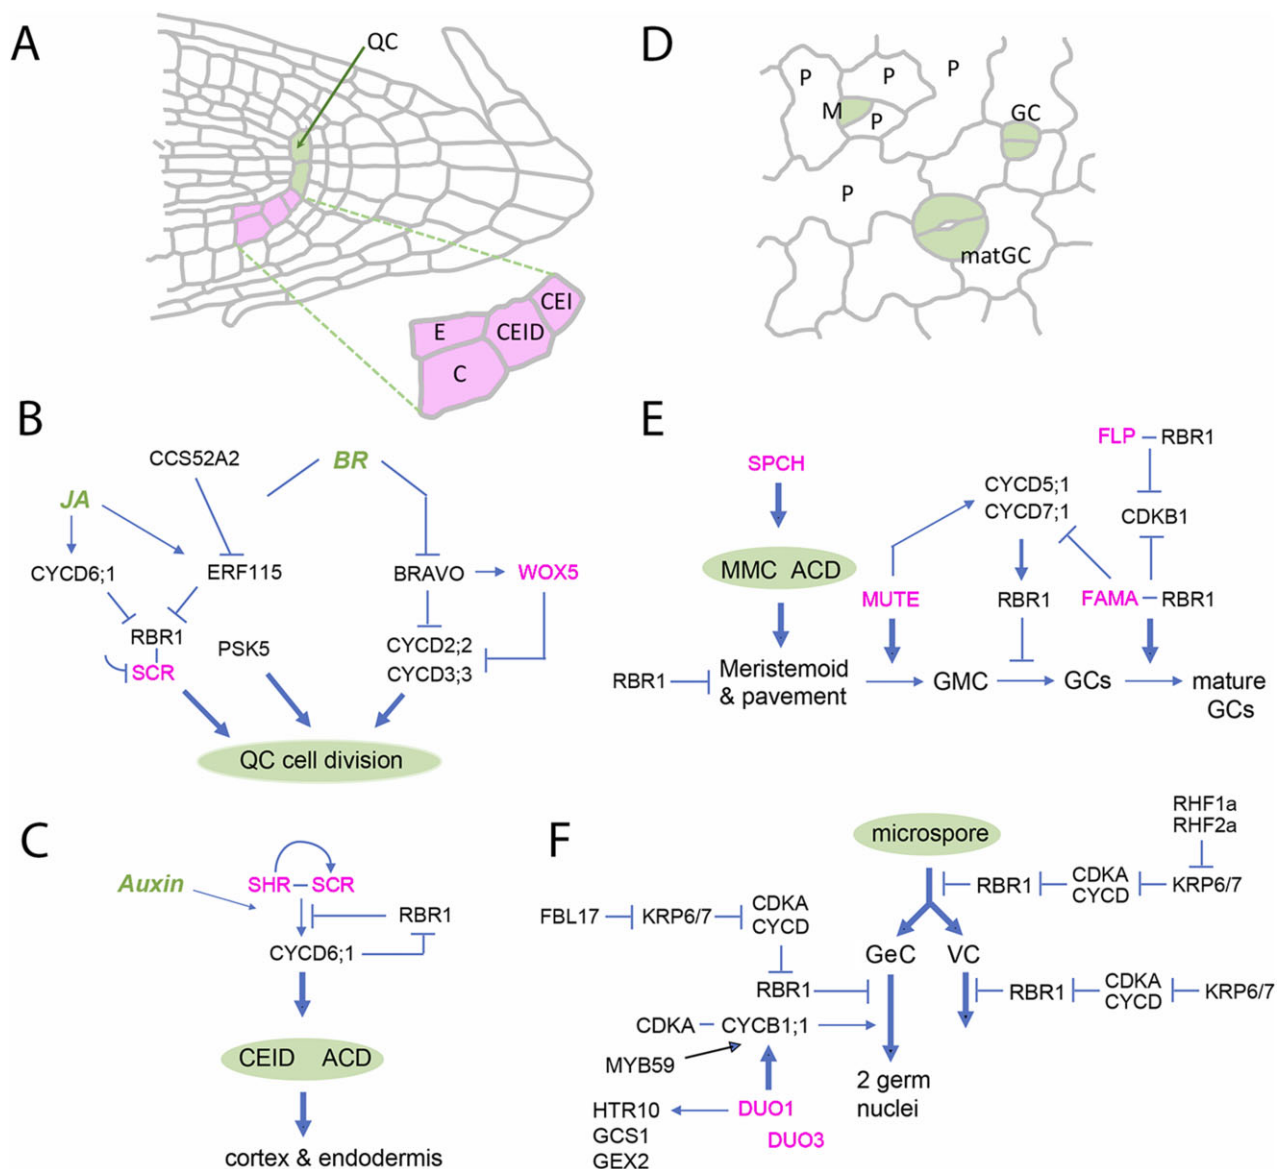 A
QC
CEI
E
CEID
C
D
P
P
P
M
P
GC
P
matGC
B
CCS52A2
BR
JA
CYCD6;1
ERF115
BRAVO
WOX5
RBR1
PSK5
CYCD2;2
SCR
CYCD3;3
QC cell division
E
FLP
RBR1
SPCH
CYCD5;1
CYCD7;1
CDKB1
MMC ACD
MUTE
RBR1
FAMA
RBR1
RBR1
Meristemoid
& pavement
GMC
GCs
mature
GCs
C
Auxin
SHR
SCR
RBR1
CYCD6;1
CEID ACD
cortex & endodermis
F
microspore
RHF1a
RHF2a
RBR1
CDKA
CYCD
KRP6/7
FBL17
KRP6/7
CDKA
CYCD
GeC
VC
RBR1
RBR1
CDKA
CYCD
KRP6/7
CDKA
CYCB1;1
MYB59
2 germ
nuclei
HTR10
DUO1
GCS1
DUO3
GEX2